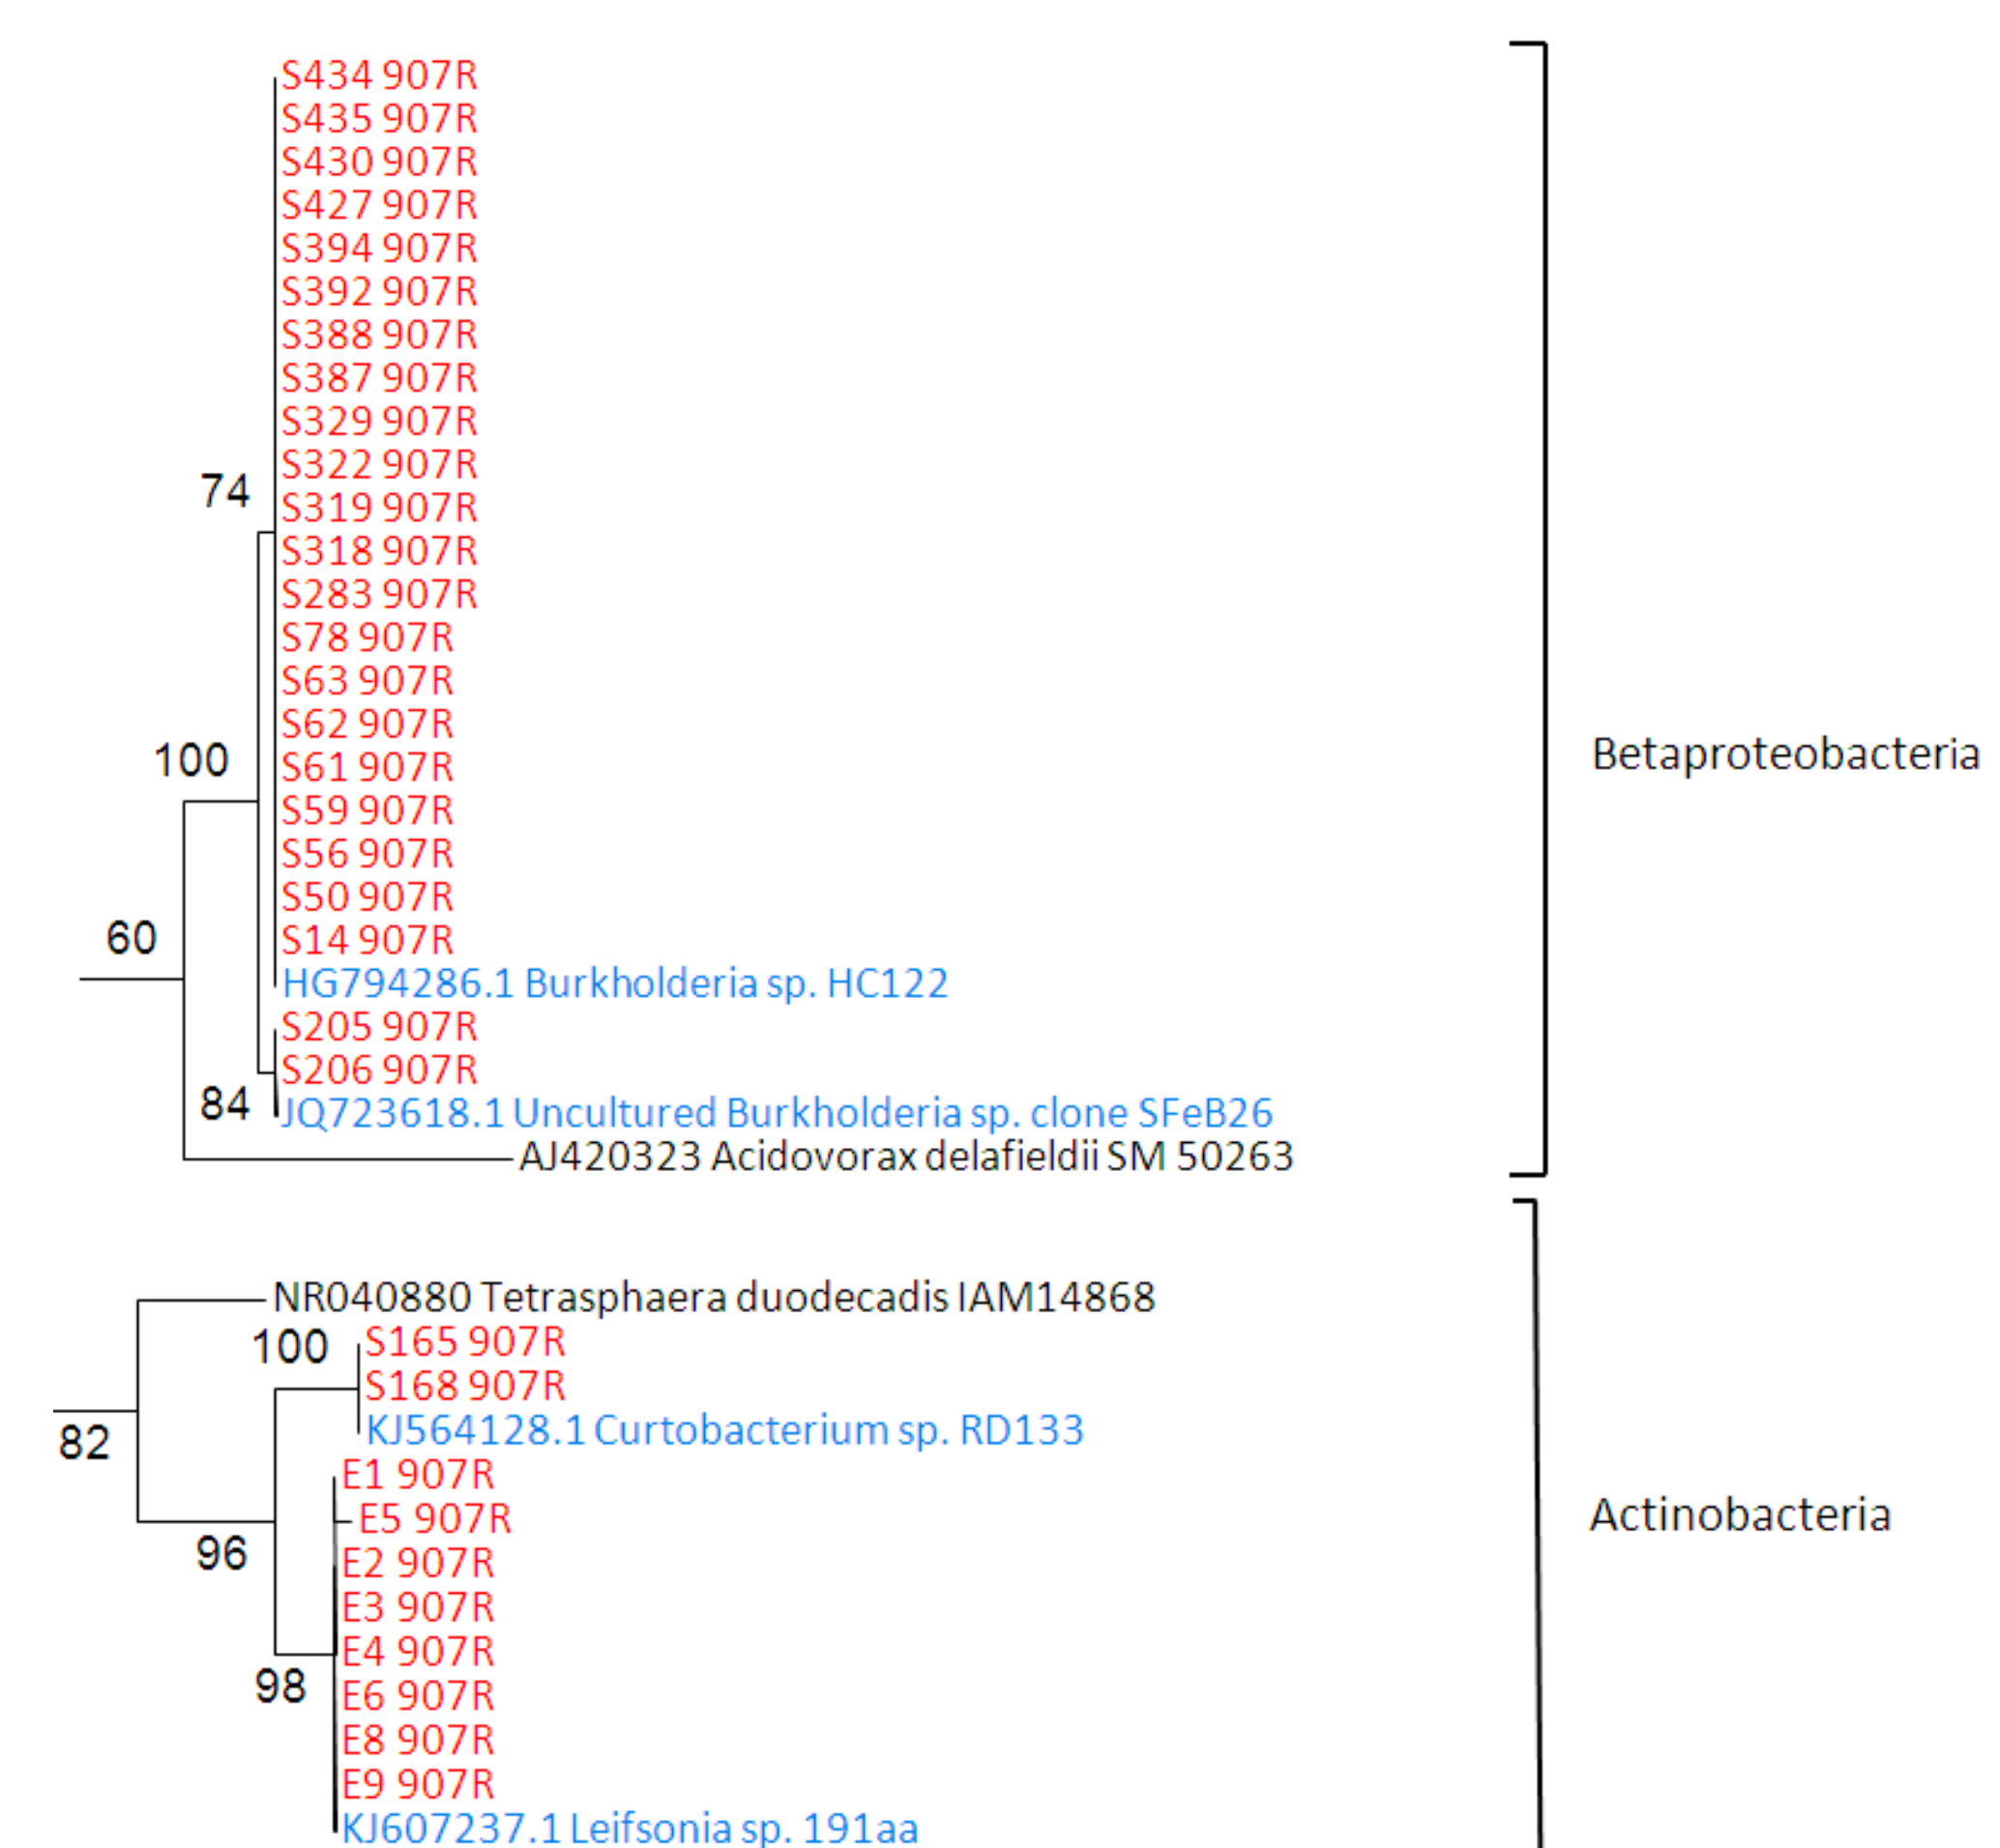 S434 907R
S435 907R
S430 907R
S427 907R
S394 907R
S392 907R
S388 907R
S387 907R
S329 907R
S322 907R
74
S319 907R
S318 907R
S283 907R
S78 907R
S63 907R
S62 907R
Betaproteobacteria
100
S61 907R
S59 907R
S56 907R
S50 907R
60
S14 907R
HG794286.1 Burkholderia sp. HC122
S205 907R
S206 907R
84
JQ723618.1 Uncultured Burkholderia sp. clone SFeB26
AJ420323 Acidovorax delafieldii SM 50263
NR040880 Tetrasphaera duodecadis IAM14868
100
S165 907R
S168 907R
KJ564128.1 Curtobacterium sp. RD133
82
E1 907R
E5 907R
Actinobacteria
96
E2 907R
E3 907R
E4 907R
98
E6 907R
E8 907R
E9 907R
KJ607237.1 Leifsonia sp. 191aa